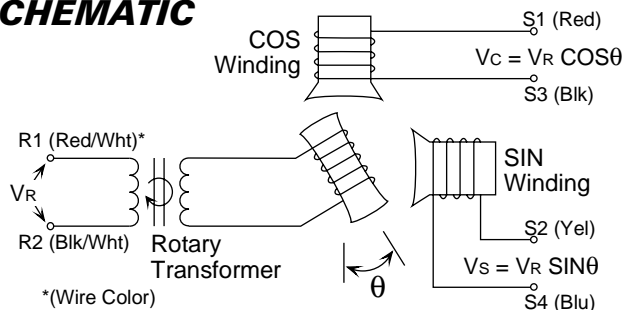 CHEMATIC
COS
Winding
S1 (Red)
VC = VR COSθ
S3 (Blk)
R1 (Red/Wht)*
VR
R2 (Blk/Wht)
Rotary
Transformer
*(Wire Color)
θ
SIN
Winding
S2 (Yel)
VS = VR SINθ
S4 (Blu)